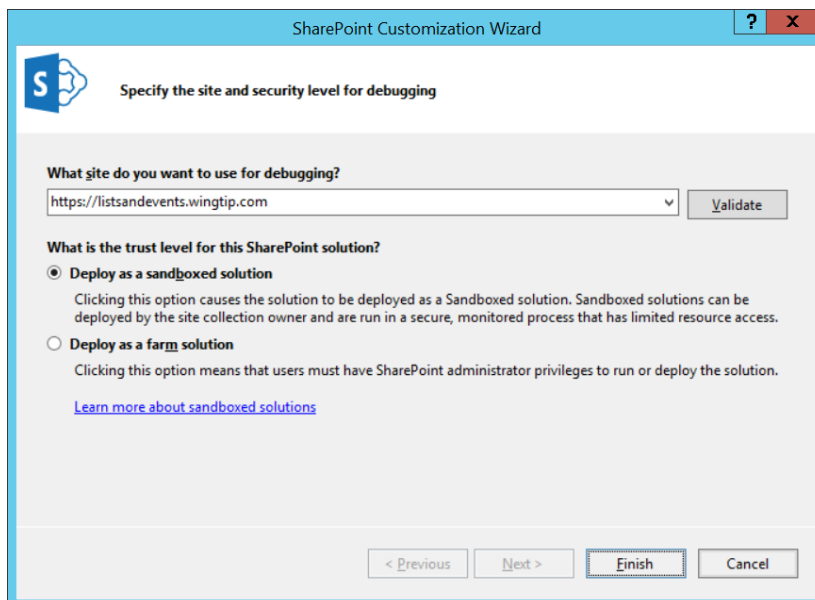 SharePoint Customization Wizard
?
x
S
Specify the site and security level for debugging
What site do you want to use for debugging?
https://listsandevents.wingtip.com
Validate
What is the trust level for this SharePoint solution?
Deploy as a sandboxed solution
Clicking this option causes the solution to be deployed as a Sandboxed solution. Sandboxed solutions can be
deployed by the site collection owner and are run in a secure, monitored process that has limited resource access.
Deploy as a farm solution
Clicking this option means that users must have SharePoint administrator privileges to run or deploy the solution.
Learn more about sandboxed solutions
< Previous
Next >
Finish
Cancel